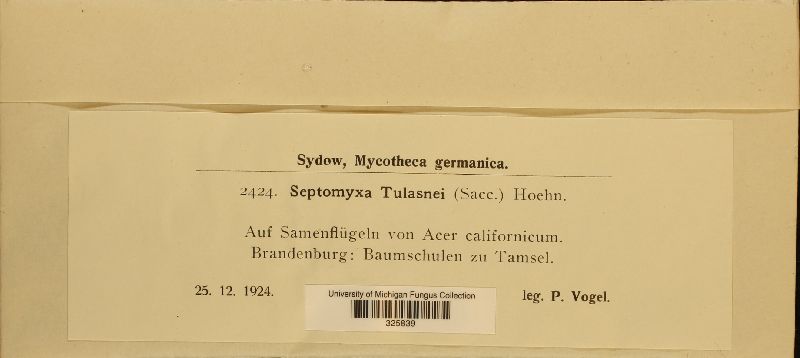 Sydow, Mycotheca germanica.
2424. Septomyxa Tulasnei (Sacc.) Hoehn.
Auf Samenflügeln von Acer californicum.
Brandenburg: Baumschulen zu Tamsel.
25. 12. 1924.
leg. P. Vogel.
University of Michigan Fungus Collection
325839